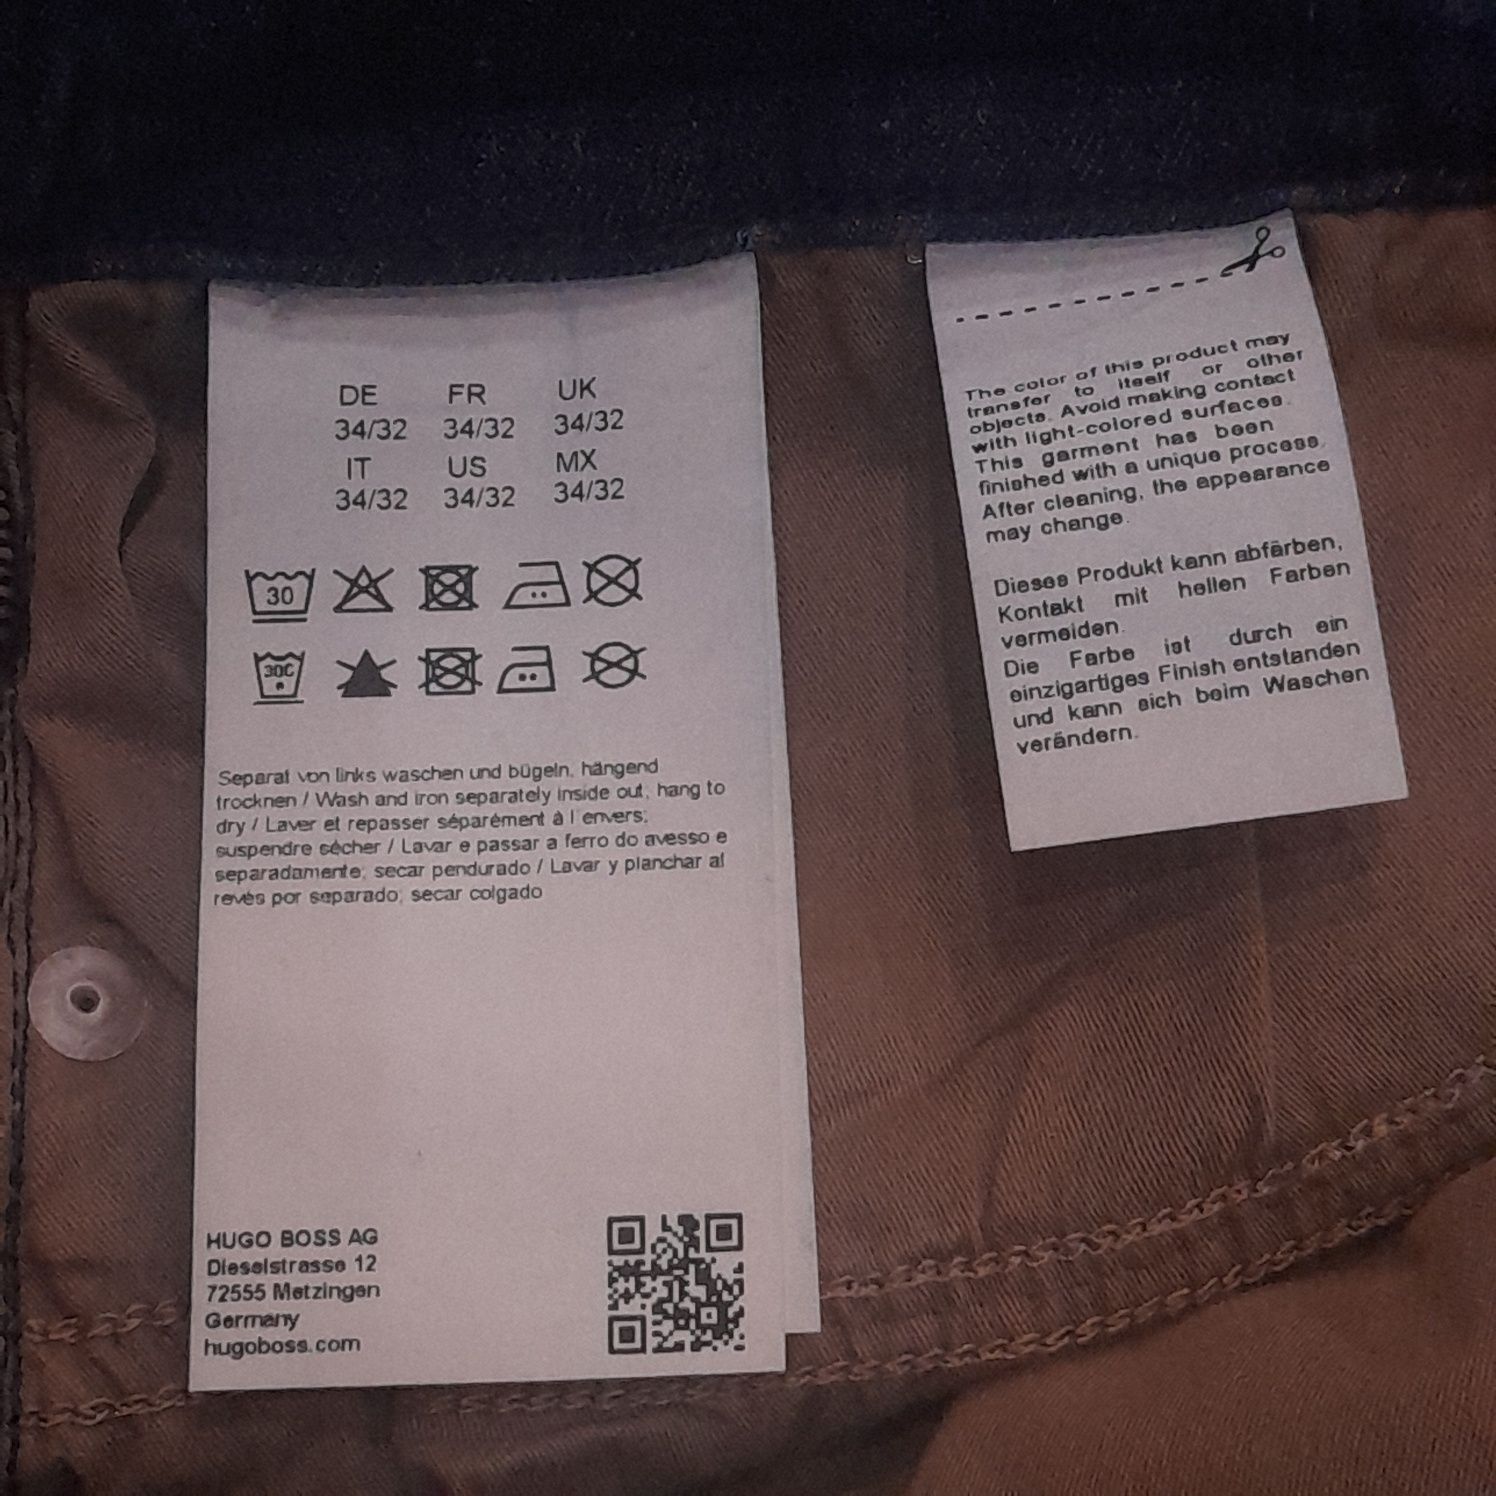 DE FR UK
34/32 34/32 34/32
IT US MX
34/32 34/32 34/32
30
30C
Separat von links waschen und bügeln, hängend
trocknen / Wash and iron separately inside out, hang to
dry / Laver et repasser séparément à l'envers;
suspendre sécher / Lavar e passar a ferro do avesso e
separadamente; secar pendurado / Lavar y planchar al
revés por separado; secar colgado
HUGO BOSS AG
Dieselstrasse 12
72555 Metzingen
Germany
hugoboss.com
The color of this product may
transfer to itself or other
objects. Avoid making contact
with light-colored surfaces.
This garment has been
finished with a unique process.
After cleaning, the appearance
may change.
Dieses Produkt kann abfärben,
Kontakt mit hellen Farben
vermeiden.
Die Farbe ist durch ein
einzigartiges Finish entstanden
und kann sich beim Waschen
verändern.